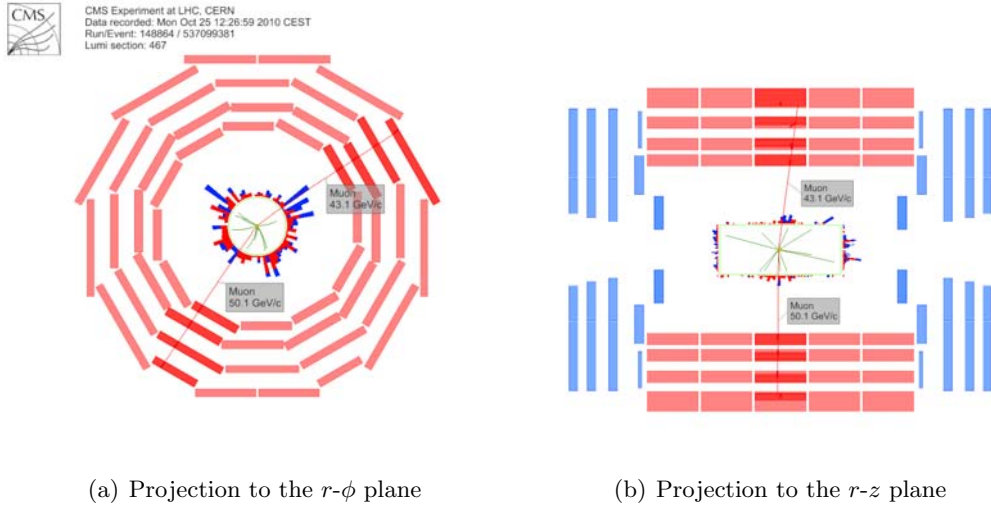 CMS
CMS Experiment at LHC, CERN
Data recorded: Mon Oct 25 12:26:59 2010 CEST
Run/Event: 148864 / 537099381
Lumi section: 467
Muon
43.1 GeV/c
Muon
50.1 GeV/c
Muon
43.1 GeV/c
Muon
50.1 GeV/c
(a) Projection to the r-ϕ plane
(b) Projection to the r-z plane